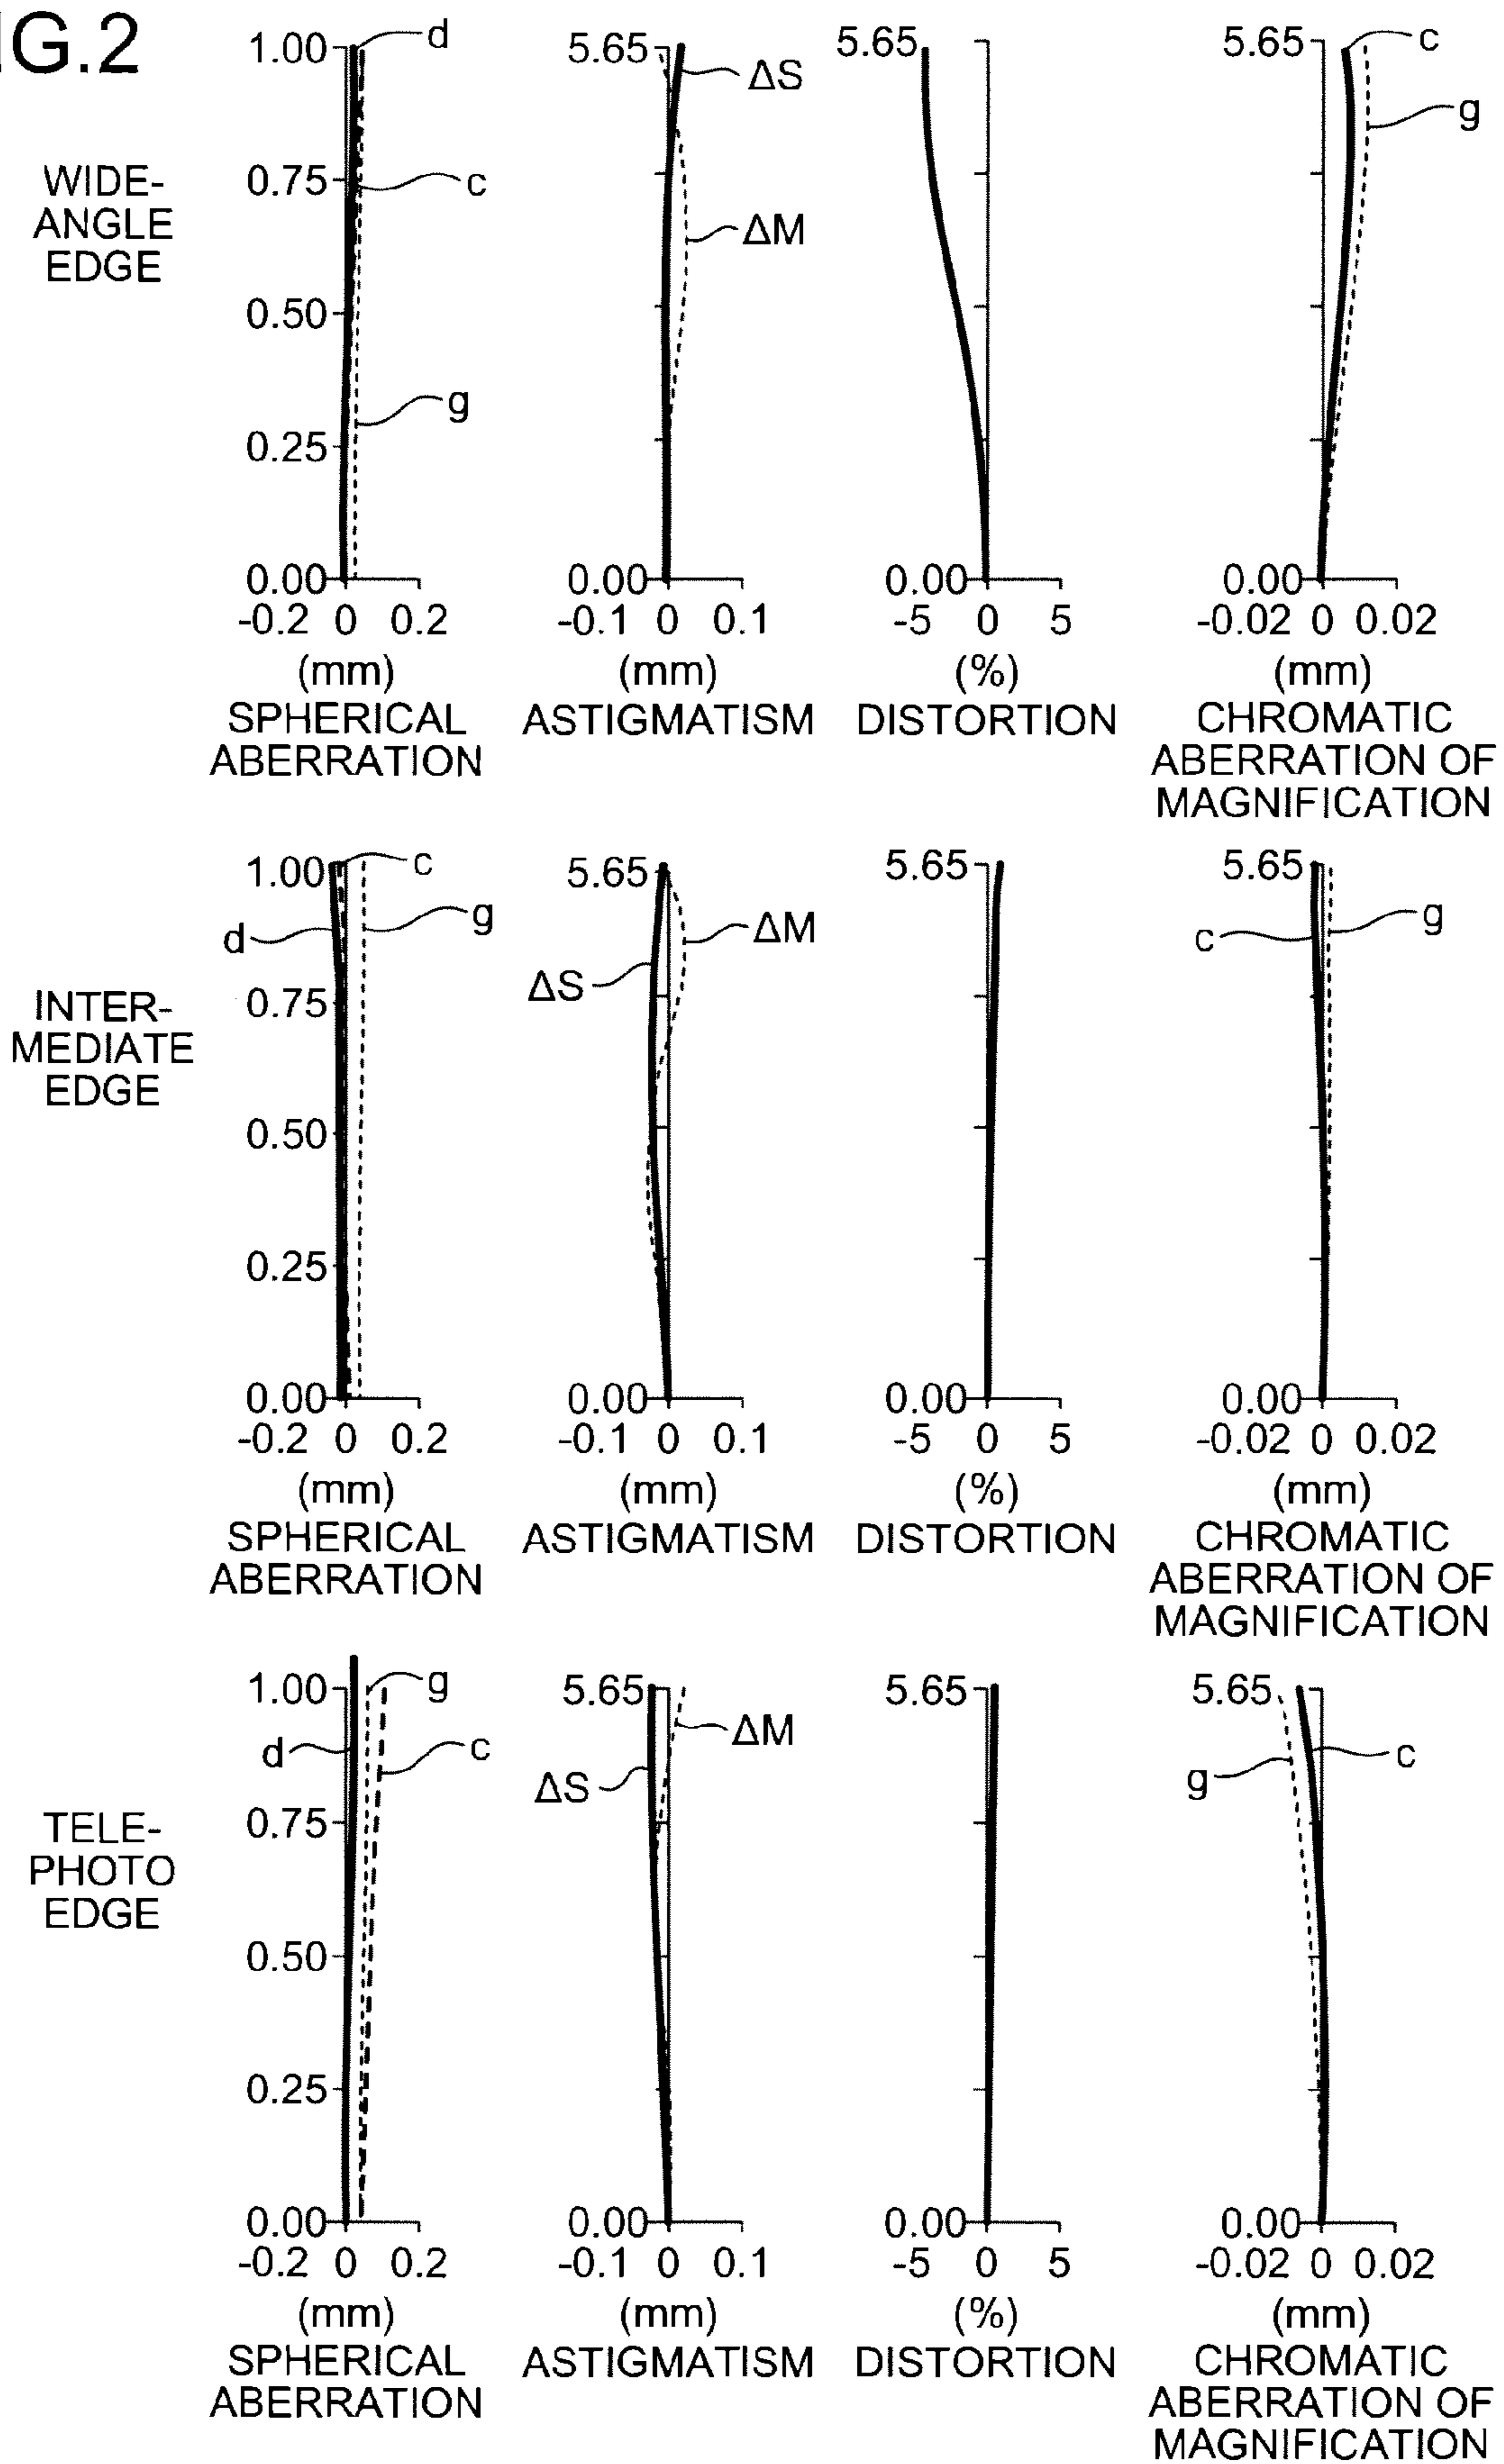 IG.2
WIDE-
ANGLE
EDGE
1.00
0.75
0.50
0.25
0.00
-0.2 0 0.2
(mm)
SPHERICAL
ABERRATION
d
c
g
5.65
0.00
-0.1 0 0.1
(mm)
ASTIGMATISM
ΔS
ΔM
5.65
0.00
-5 0 5
(%)
DISTORTION
5.65
0.00
-0.02 0 0.02
(mm)
CHROMATIC
ABERRATION OF
MAGNIFICATION
c
g
INTER-
MEDIATE
EDGE
1.00
0.75
0.50
0.25
0.00
-0.2 0 0.2
(mm)
SPHERICAL
ABERRATION
c
g
d
5.65
0.00
-0.1 0 0.1
(mm)
ASTIGMATISM
ΔM
ΔS
5.65
0.00
-5 0 5
(%)
DISTORTION
5.65
0.00
-0.02 0 0.02
(mm)
CHROMATIC
ABERRATION OF
MAGNIFICATION
g
c
TELE-
PHOTO
EDGE
1.00
0.75
0.50
0.25
0.00
-0.2 0 0.2
(mm)
SPHERICAL
ABERRATION
g
d
c
5.65
0.00
-0.1 0 0.1
(mm)
ASTIGMATISM
ΔM
ΔS
5.65
0.00
-5 0 5
(%)
DISTORTION
5.65
0.00
-0.02 0 0.02
(mm)
CHROMATIC
ABERRATION OF
MAGNIFICATION
c
g